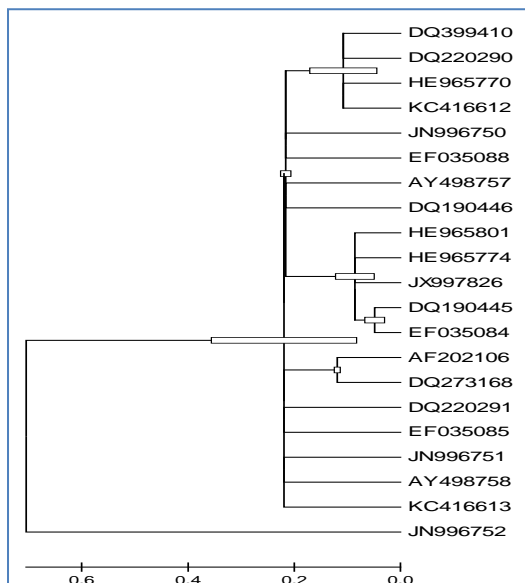 DQ399410
DQ220290
HE965770
KC416612
JN996750
EF035088
AY498757
DQ190446
HE965801
HE965774
JX997826
DQ190445
EF035084
AF202106
DQ273168
DQ220291
EF035085
JN996751
AY498758
KC416613
JN996752
0.6 0.4 0.2 0.0